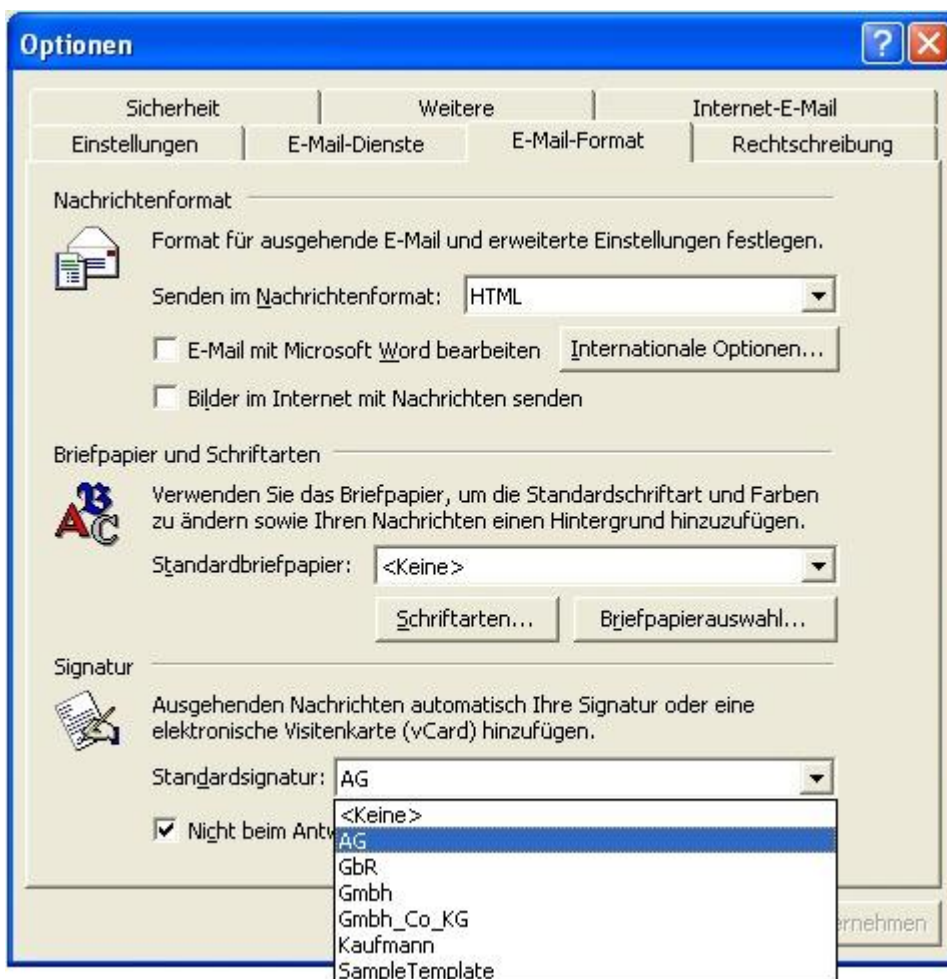 Optionen
Sicherheit Weitere Internet-E-Mail
Einstellungen E-Mail-Dienste E-Mail-Format Rechtschreibung
Nachrichtenformat
Format für ausgehende E-Mail und erweiterte Einstellungen festlegen.
Senden im Nachrichtenformat: HTML
E-Mail mit Microsoft Word bearbeiten Internationale Optionen...
Bilder im Internet mit Nachrichten senden
Briefpapier und Schriftarten
Verwenden Sie das Briefpapier, um die Standardschriftart und Farben
zu ändern sowie Ihren Nachrichten einen Hintergrund hinzuzufügen.
Standardbriefpapier: <Keine>
Schriftarten... Briefpapierauswahl...
Signatur
Ausgehenden Nachrichten automatisch Ihre Signatur oder eine
elektronische Visitenkarte (vCard) hinzufügen.
Standardsignatur: AG
<Keine>
Nicht beim
AG
GbR
Gmbh
Gmbh_Co_KG
Kaufmann
SampleTemplate